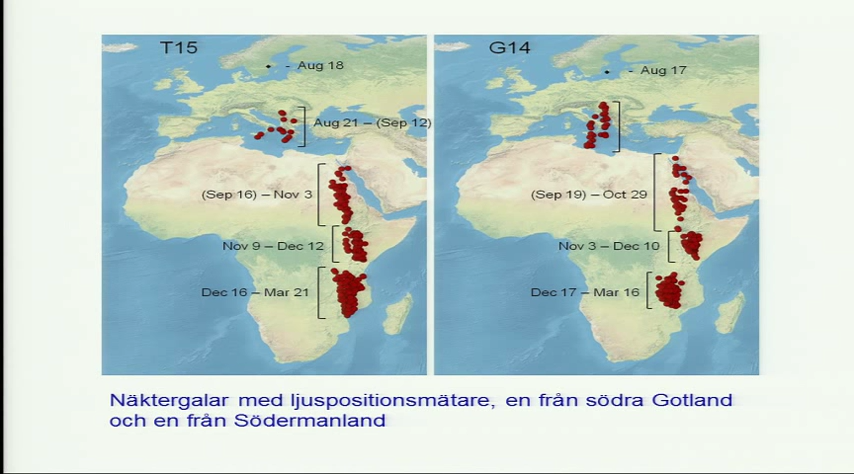 T15
Aug 18
Aug 21 – (Sep 12)
(Sep 16) – Nov 3
Nov 9 – Dec 12
Dec 16 – Mar 21
G14
Aug 17
(Sep 19) – Oct 29
Nov 3 – Dec 10
Dec 17 – Mar 16
Näktergalar med ljuspositionsmätare, en från södra Gotland
och en från Södermanland